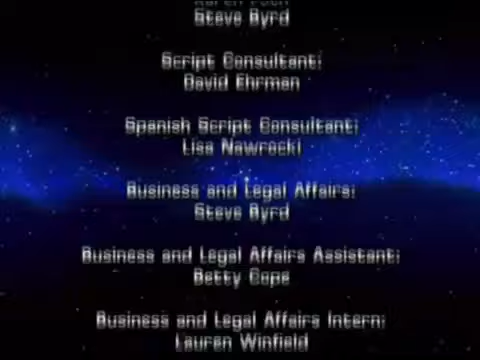 Steve Byrd
Script Consultant:
David Ehrman
Spanish Script Consultant:
Lisa Nawrocki
Business and Legal Affairs:
Steve Byrd
Business and Legal Affairs Assistant:
Betty Cope
Business and Legal Affairs Intern:
Lauren Winfield